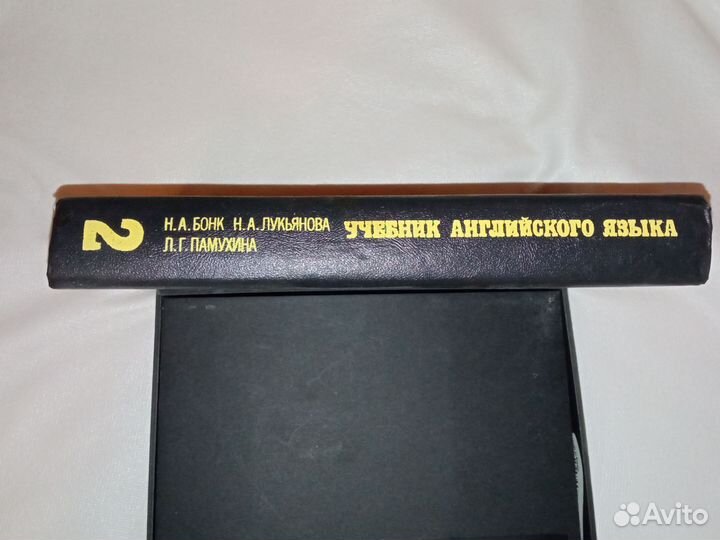 2
Н.А.БОНК Н.А.ЛУКЬЯНОВА
Л.Г.ПАМУХИНА
УЧЕБНИК АНГЛИЙСКОГО ЯЗЫКА
Avito